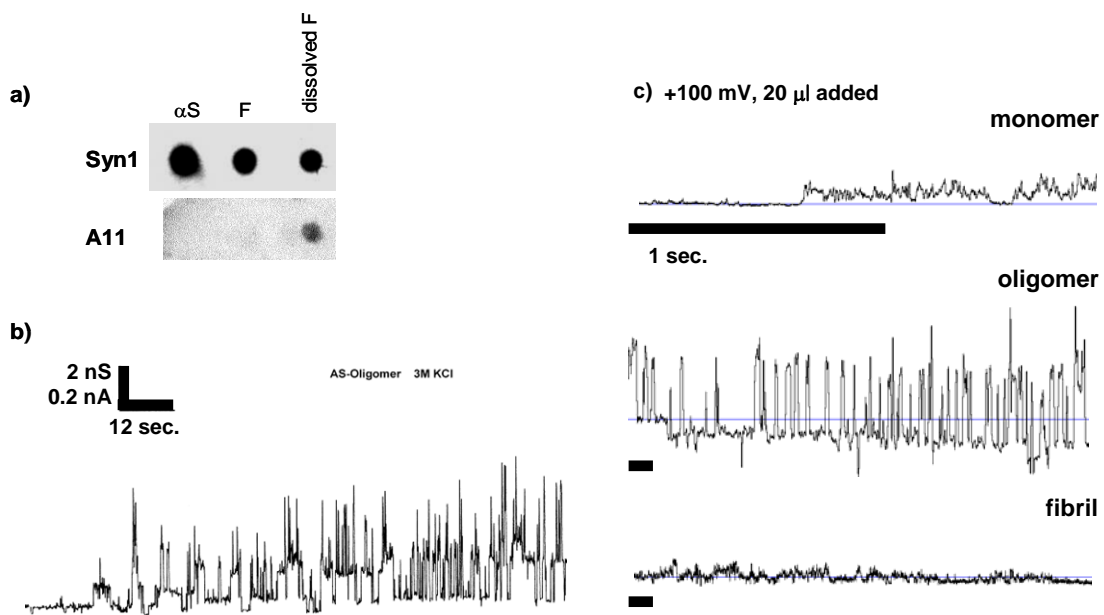 a)
αS F dissolved F
Syn1
A11
b)
2 nS
0.2 nA
12 sec.
AS-Oligomer 3M KCl
c) +100 mV, 20 μl added
monomer
1 sec.
oligomer
fibril